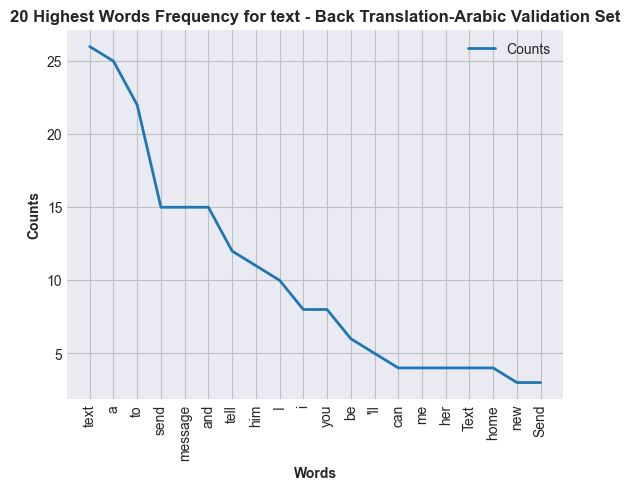 20 Highest Words Frequency for text - Back Translation-Arabic Validation Set
Counts
Counts
25
20
15
10
5
text
a
to
send
message
and
tell
him
I
i
you
be
'll
can
me
her
Text
home
new
Send
Words